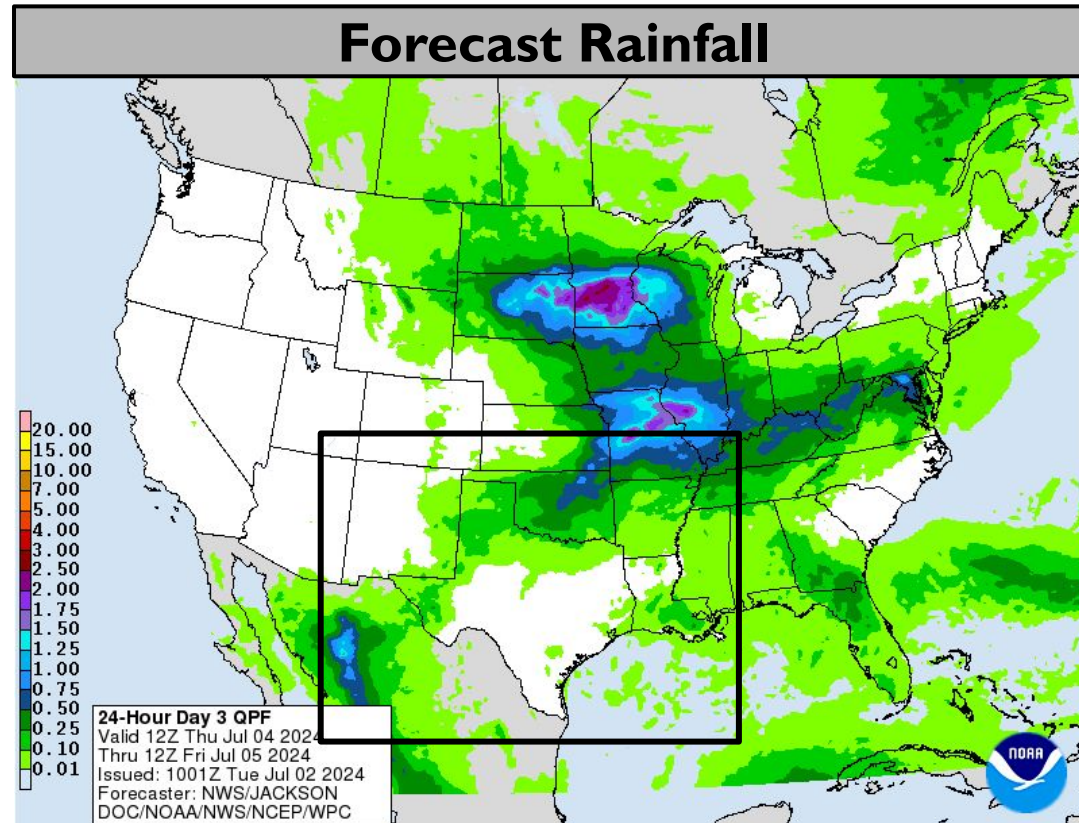 Forecast Rainfall
20.00
15.00
10.00
7.00
5.00
4.00
3.00
2.50
2.00
1.75
1.50
1.25
1.00
0.75
0.50
0.25
0.10
0.01
24-Hour Day 3 QPF
Valid 12Z Thu Jul 04 2024
Thru 12Z Fri Jul 05 2024
Issued: 1001Z Tue Jul 02 2024
Forecaster: NWS/JACKSON
DOC/NOAA/NWS/NCEP/WPC
NOAA